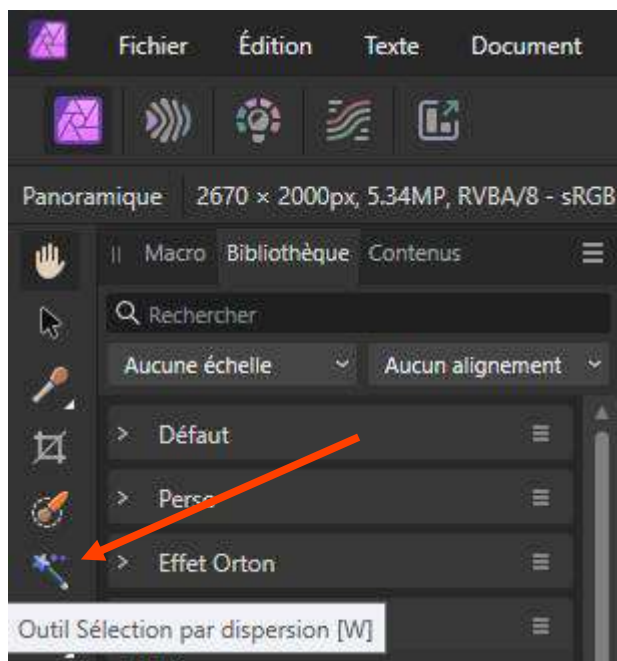 Fichier Édition Texte Document
Panoramique 2670 × 2000px, 5.34MP, RVBA/8 - sRGB
Macro Bibliothèque Contenus
Rechercher
Aucune échelle Aucun alignement
Défaut
Perso
Effet Orton
Outil Sélection par dispersion [W]